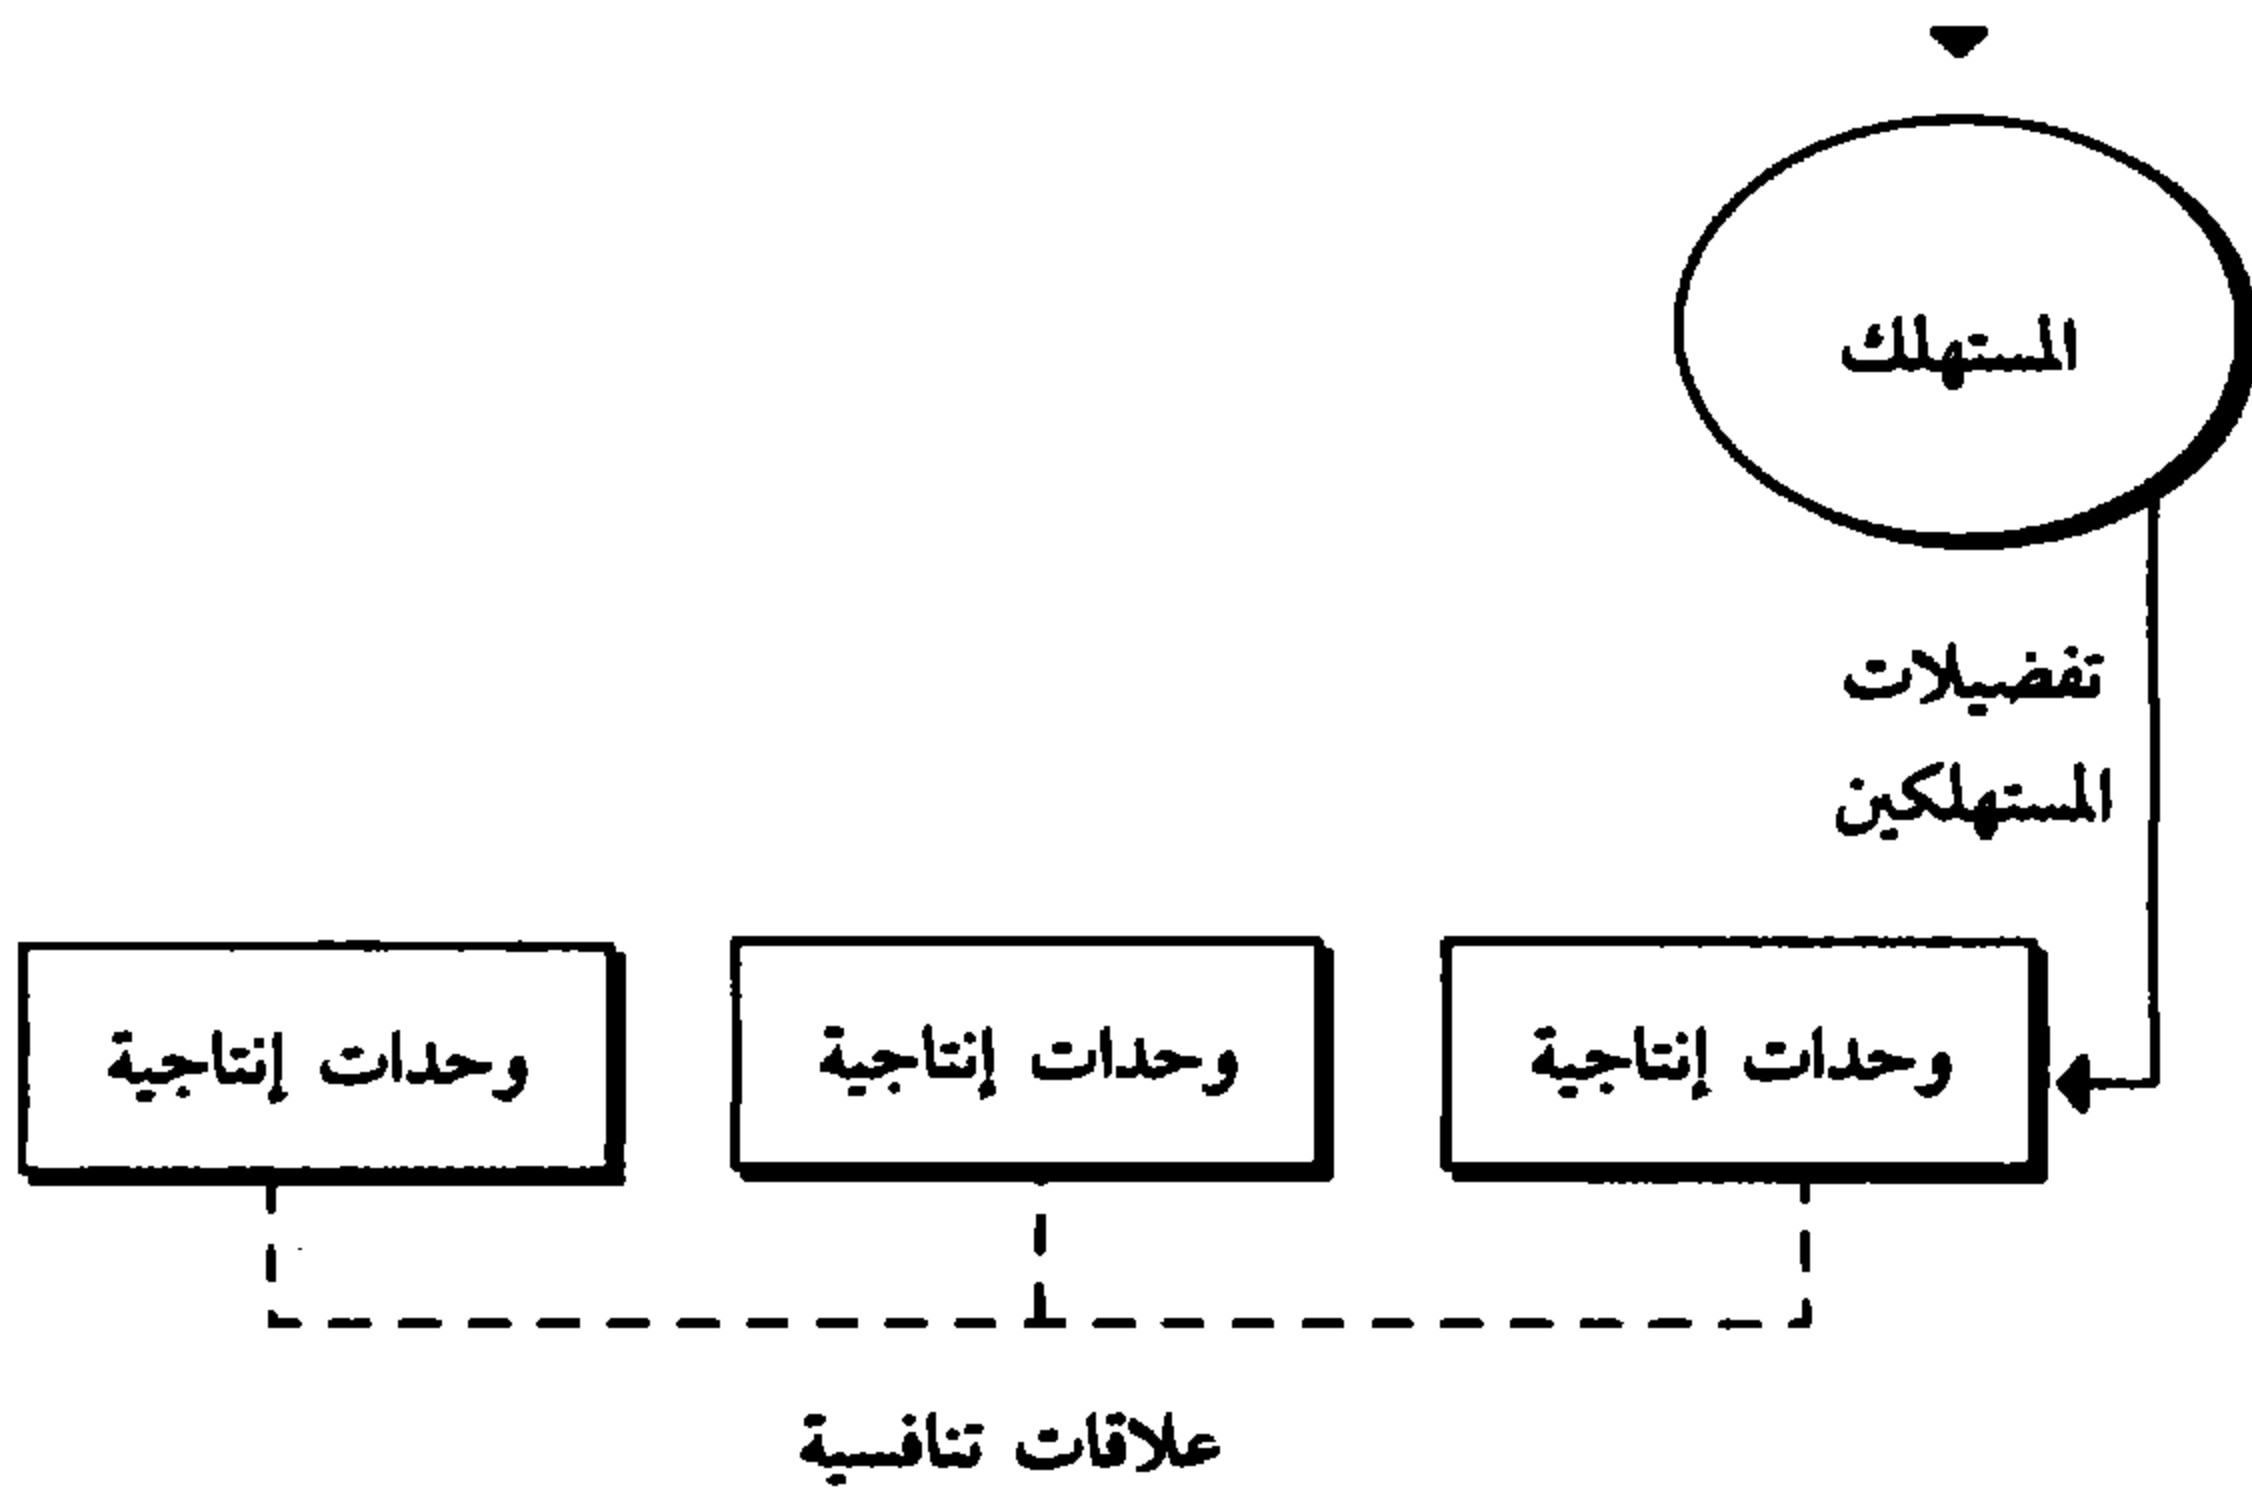 المستهلك
تفضيلات
المستهلكين
وحدات إنتاجية
وحدات إنتاجية
وحدات إنتاجية
علاقات تنافسية